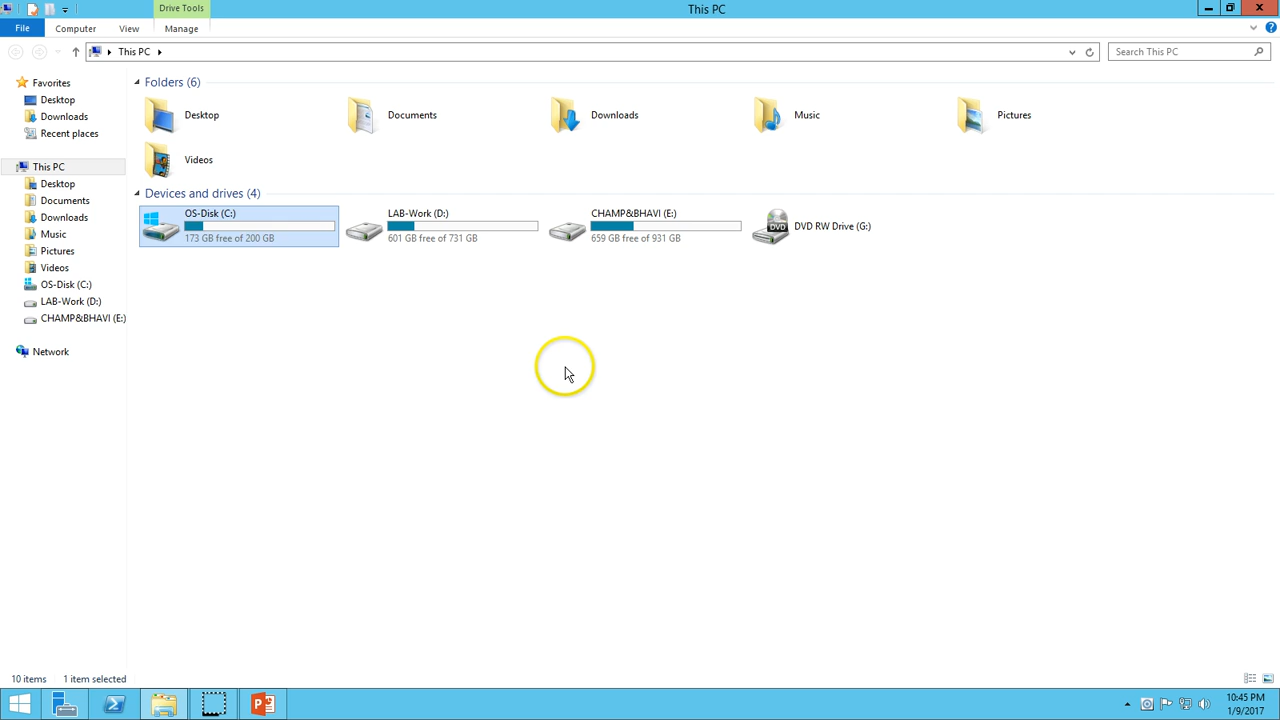 Drive Tools
This PC
File
Computer
View
Manage
This PC
Search This PC
Favorites
Desktop
Downloads
Recent places
This PC
Desktop
Documents
Downloads
Music
Pictures
Videos
OS-Disk (C:)
LAB-Work (D:)
CHAMP&BHAVI (E:)
Network
Folders (6)
Desktop
Documents
Downloads
Music
Pictures
Videos
Devices and drives (4)
OS-Disk (C:)
173 GB free of 200 GB
LAB-Work (D:)
601 GB free of 731 GB
CHAMP&BHAVI (E:)
659 GB free of 931 GB
DVD
DVD RW Drive (G:)
10 items
1 item selected
10:45 PM
1/9/2017